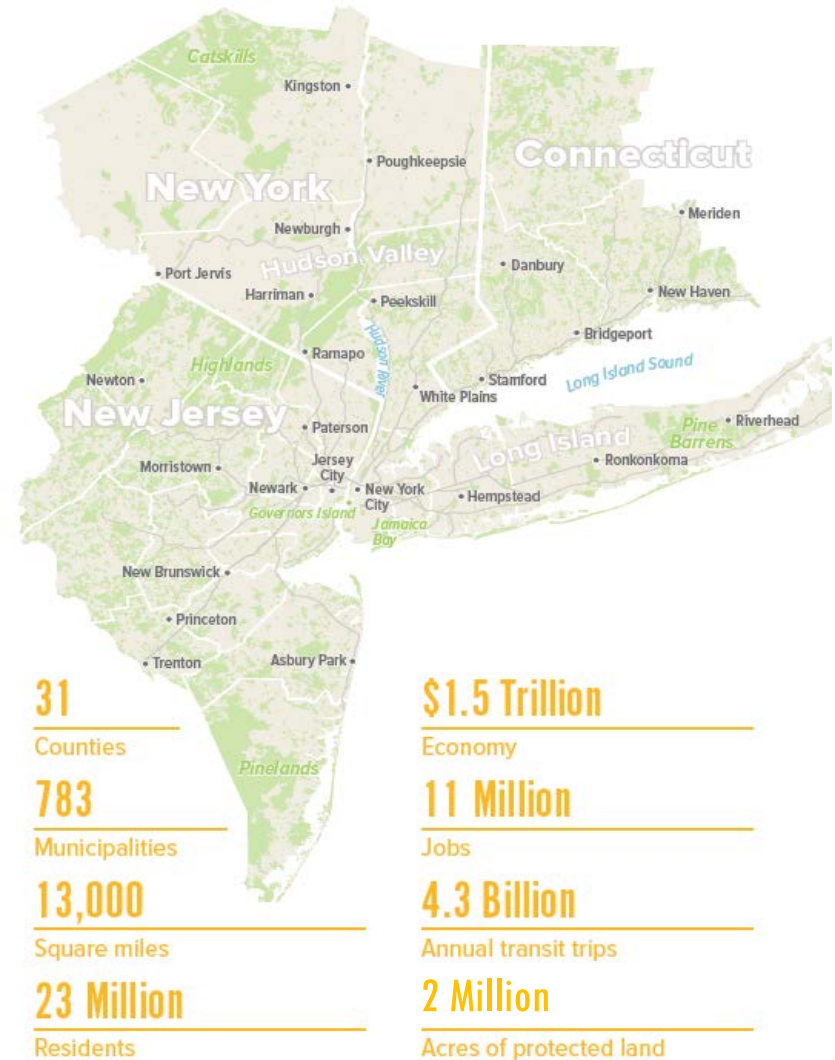 Catskills
Kingston
Poughkeepsie
Connecticut
New York
Meriden
Newburgh
Hudson Valley
Danbury
Port Jervis
Harriman
Peekskill
New Haven
Bridgeport
Hudson River
Ramapo
Highlands
Long Island Sound
Newton
Stamford
White Plains
New Jersey
Paterson
Pine
Barrens
Riverhead
Long Island
Jersey
City
Morristown
Ronkonkoma
Newark
New York
City
Hempstead
Governors Island
Jamaica
Bay
New Brunswick
Princeton
Trenton
Asbury Park
Pinelands
31
Counties
783
Municipalities
13,000
Square miles
23 Million
Residents
$1.5 Trillion
Economy
11 Million
Jobs
4.3 Billion
Annual transit trips
2 Million
Acres of protected land